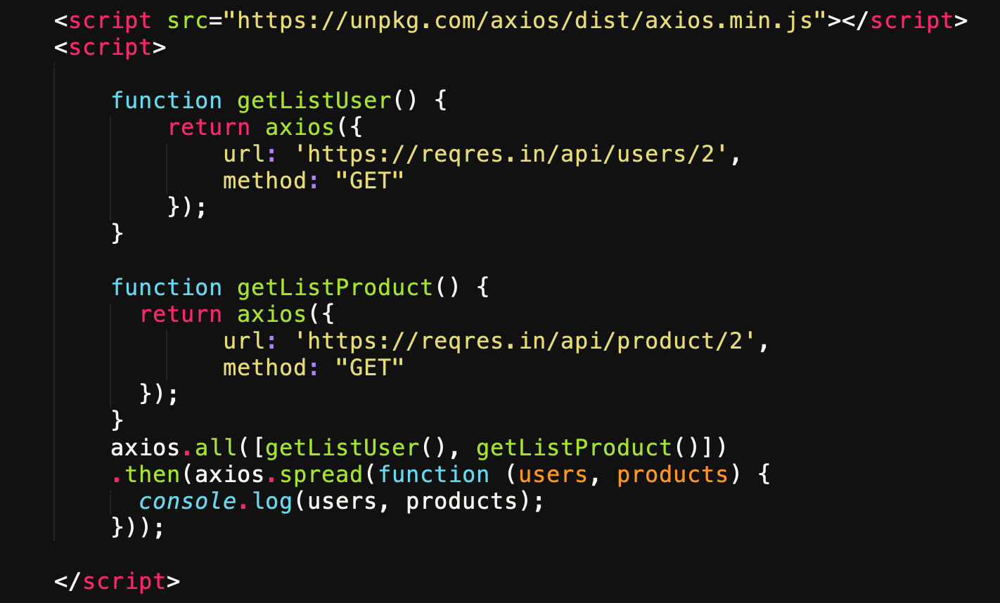 <script src="https://unpkg.com/axios/dist/axios.min.js"></script>
<script>
function getListUser() {
return axios({
url: 'https://reqres.in/api/users/2',
method: "GET"
});
}
function getListProduct() {
return axios({
url: 'https://reqres.in/api/product/2',
method: "GET"
});
}
axios.all([getListUser(), getListProduct()])
.then(axios.spread(function (users, products) {
console.log(users, products);
}));
</script>